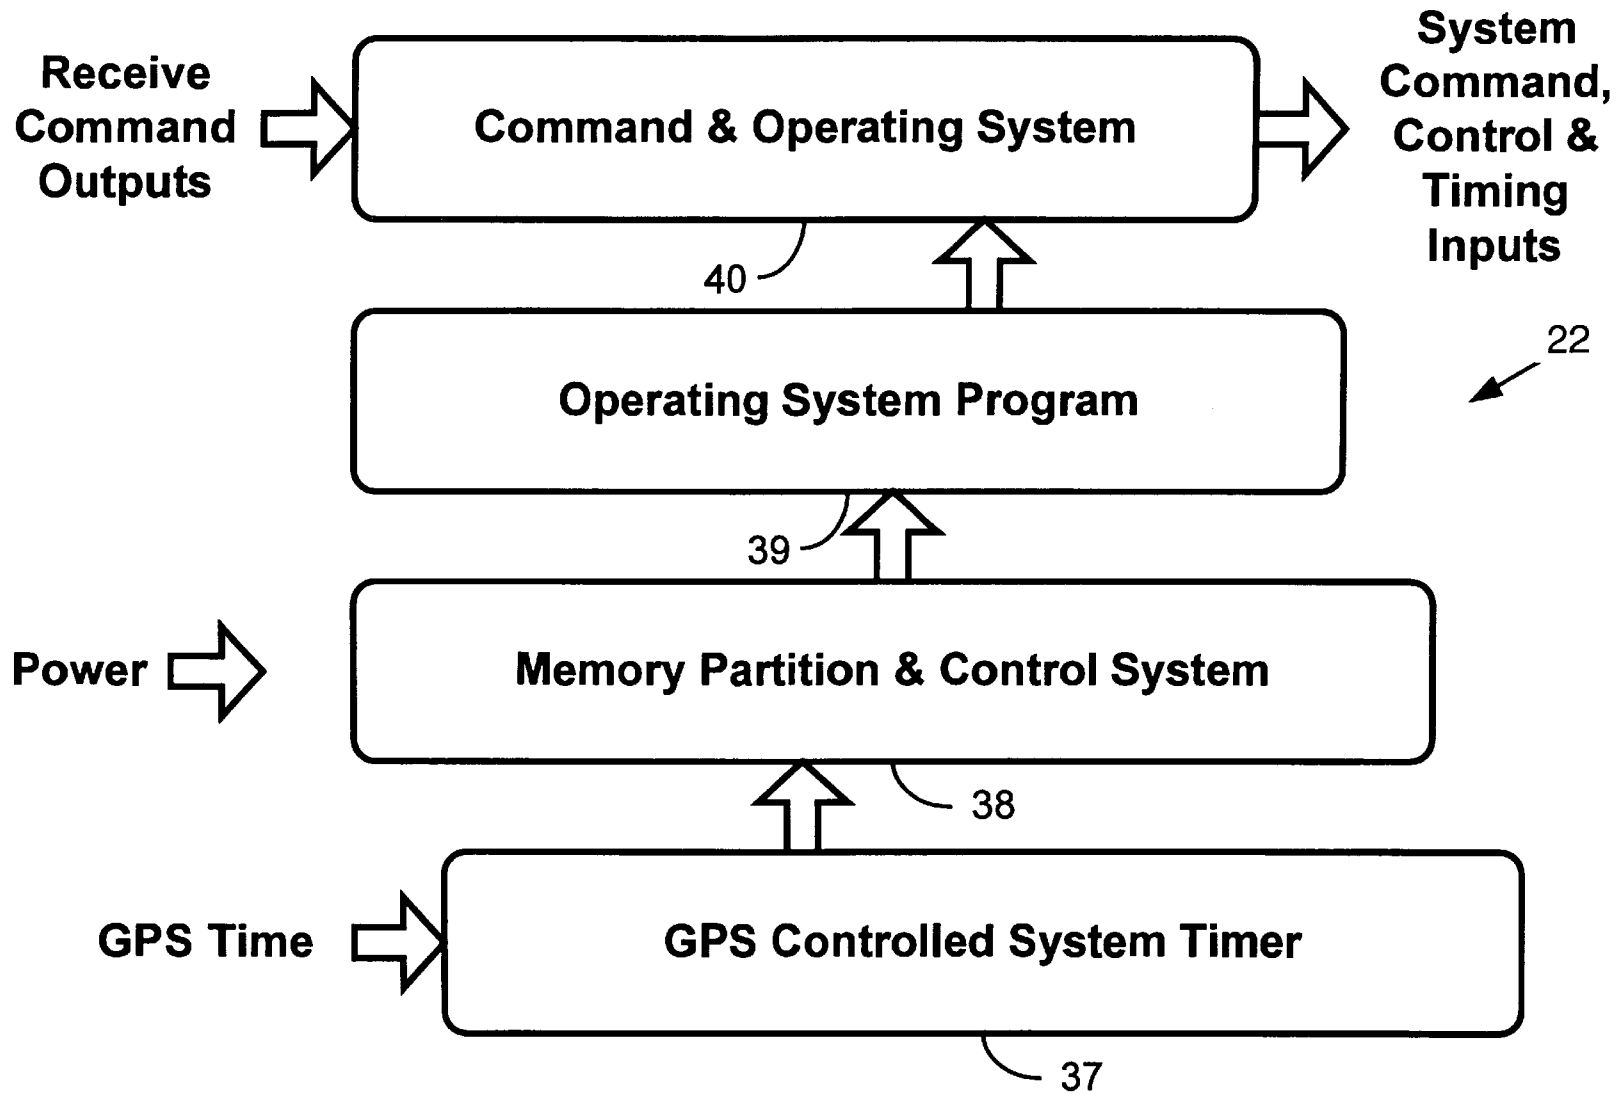 Receive
Command
Outputs
Command & Operating System
System
Command,
Control &
Timing
Inputs
40
Operating System Program
22
39
Power
Memory Partition & Control System
38
GPS Time
GPS Controlled System Timer
37